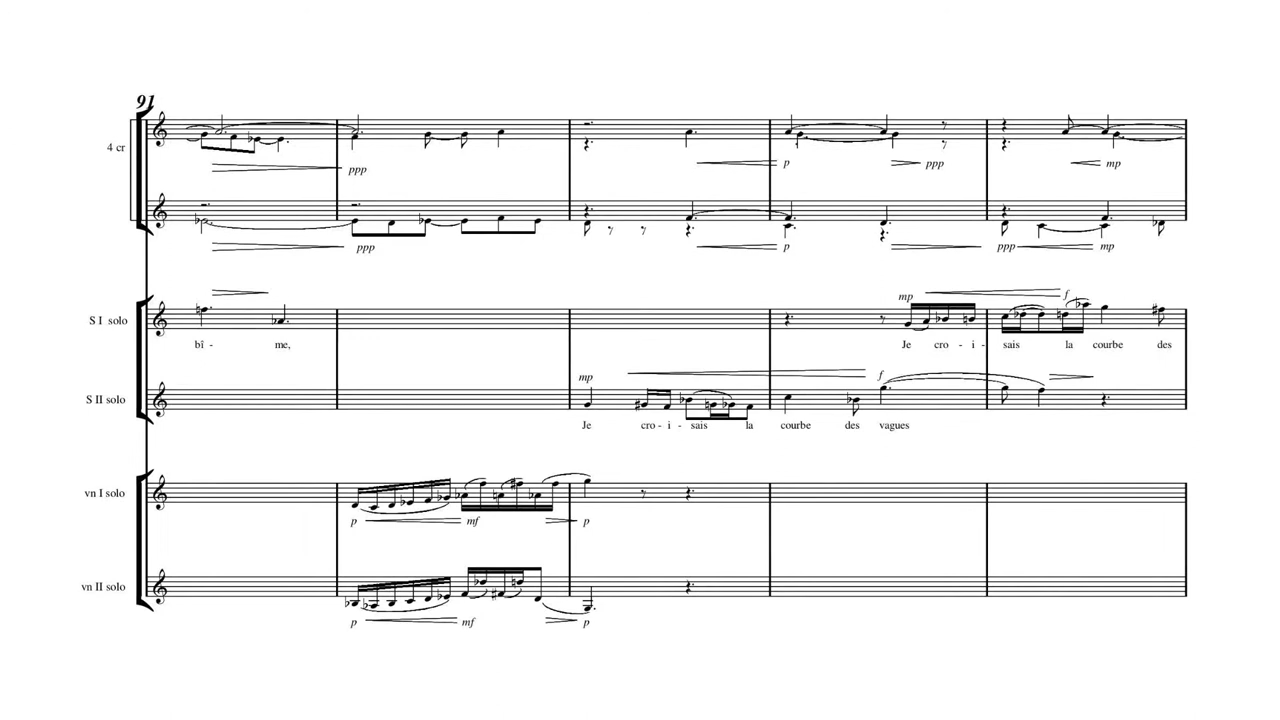 91
4 cr
ppp
ppp
p
ppp
mp
p
ppp
mp
S I solo
mp
f
bî - me,
Je cro - i - sais la courbe des
S II solo
mp
f
Je cro - i - sais la courbe des vagues
vn I solo
p mf p
vn II solo
p mf p